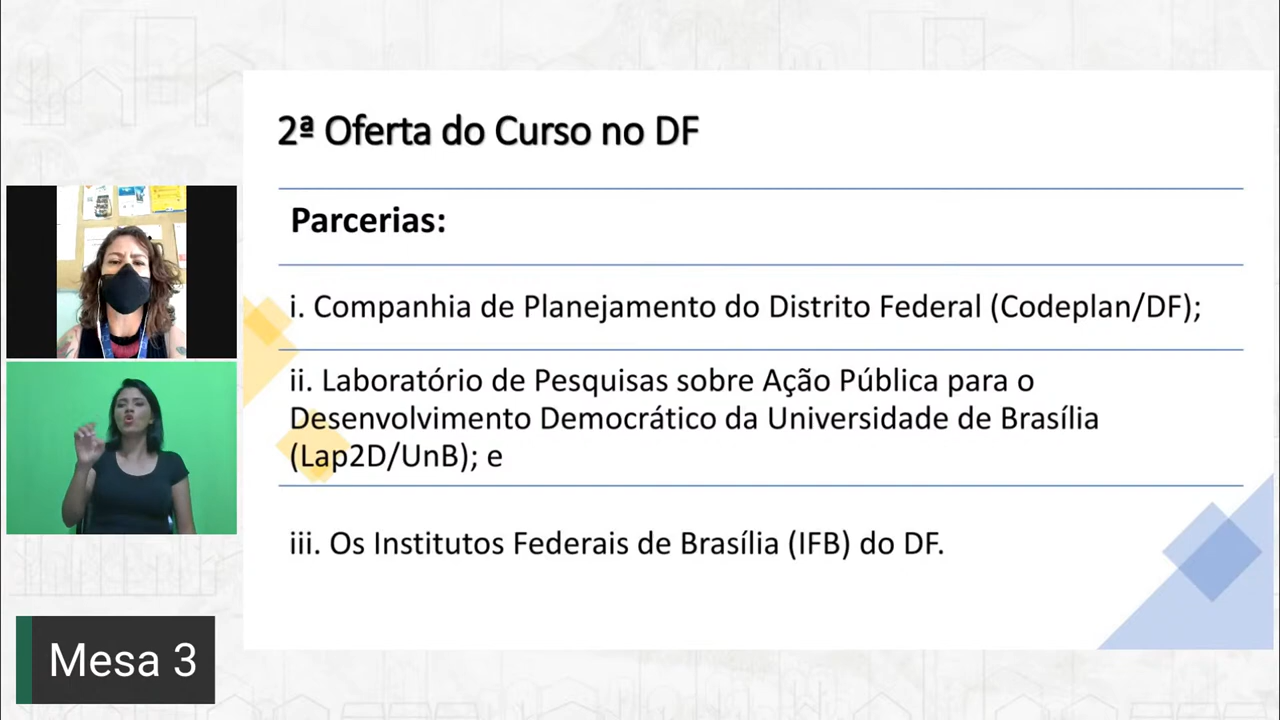 2ª Oferta do Curso no DF
Parcerias:
i. Companhia de Planejamento do Distrito Federal (Codeplan/DF);
ii. Laboratório de Pesquisas sobre Ação Pública para o
Desenvolvimento Democrático da Universidade de Brasília
(Lap2D/UnB); e
iii. Os Institutos Federais de Brasília (IFB) do DF.
Mesa 3